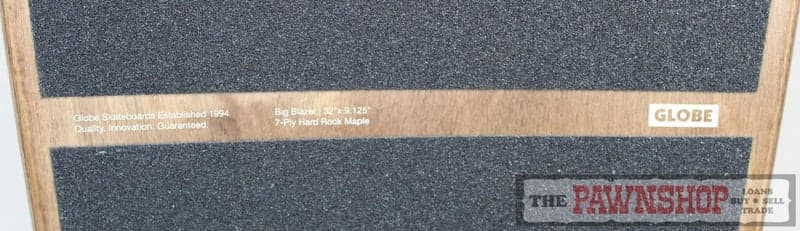 Globe Skateboards Established 1994
Quality. Innovation. Guaranteed.
Big Blazer | 32" x 9.125"
7-Ply Hard Rock Maple
GLOBE
THE PAWNSHOP
LOANS
BUY ★ SELL
TRADE